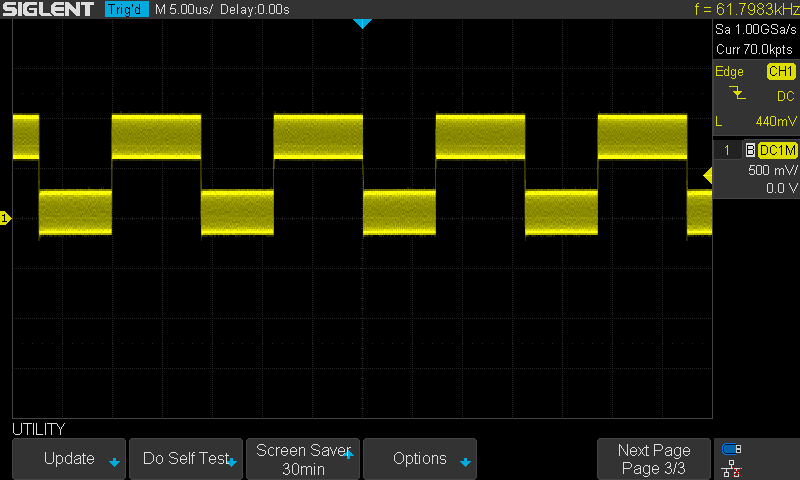 SIGLENT Trig'd M 5.00us/ Delay:0.00s f = 61.7983kHz
Sa 1.00GSa/s
Curr 70.0kpts
Edge CH1
DC
L 440mV
1 B DC1M
500 mV/
0.0 V
1
UTILITY
Update
Do Self Test
Screen Saver
30min
Options
Next Page
Page 3/3